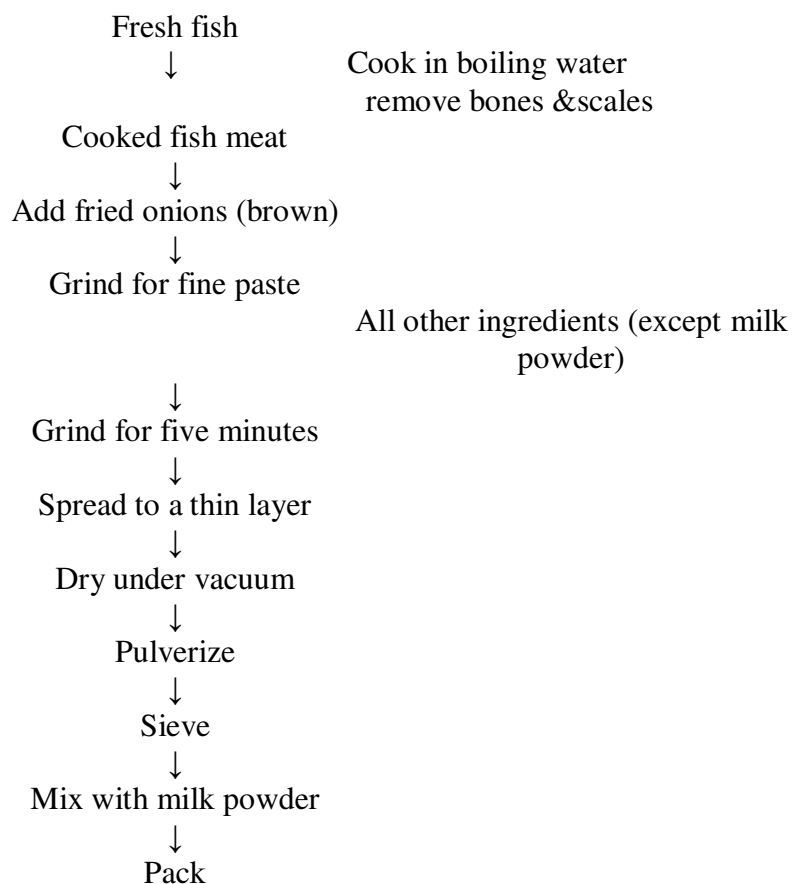 Fresh fish
↓
Cook in boiling water
remove bones &scales
Cooked fish meat
↓
Add fried onions (brown)
↓
Grind for fine paste
All other ingredients (except milk
powder)
↓
Grind for five minutes
↓
Spread to a thin layer
↓
Dry under vacuum
↓
Pulverize
↓
Sieve
↓
Mix with milk powder
↓
Pack